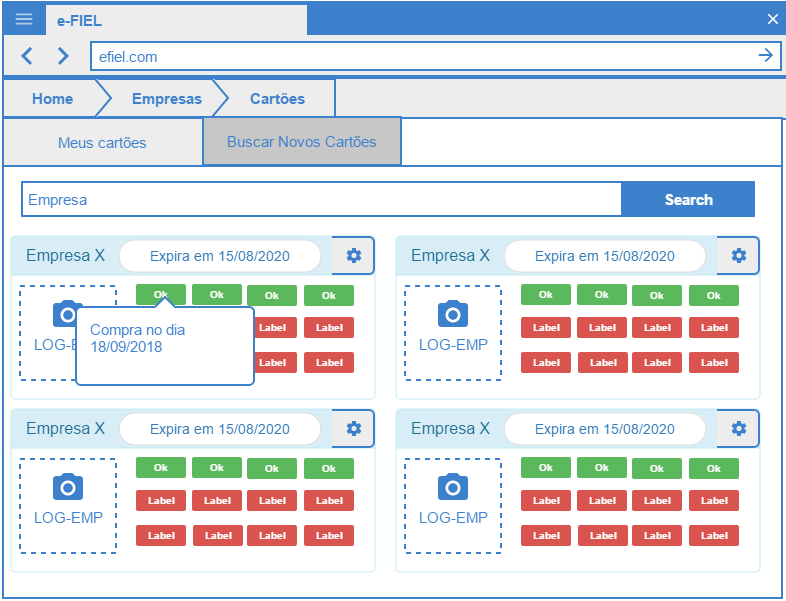 e-FIEL
efiel.com
Home Empresas Cartões
Meus cartões Buscar Novos Cartões
Empresa Search
Empresa X Expira em 15/08/2020
Ok Ok Ok Ok
LOG-E
Compra no dia
18/09/2018
Label Label
Label Label
Empresa X Expira em 15/08/2020
Ok Ok Ok Ok
LOG-EMP
Label Label Label Label
Label Label Label Label
Empresa X Expira em 15/08/2020
Ok Ok Ok Ok
LOG-EMP
Label Label Label Label
Label Label Label Label
Empresa X Expira em 15/08/2020
Ok Ok Ok Ok
LOG-EMP
Label Label Label Label
Label Label Label Label